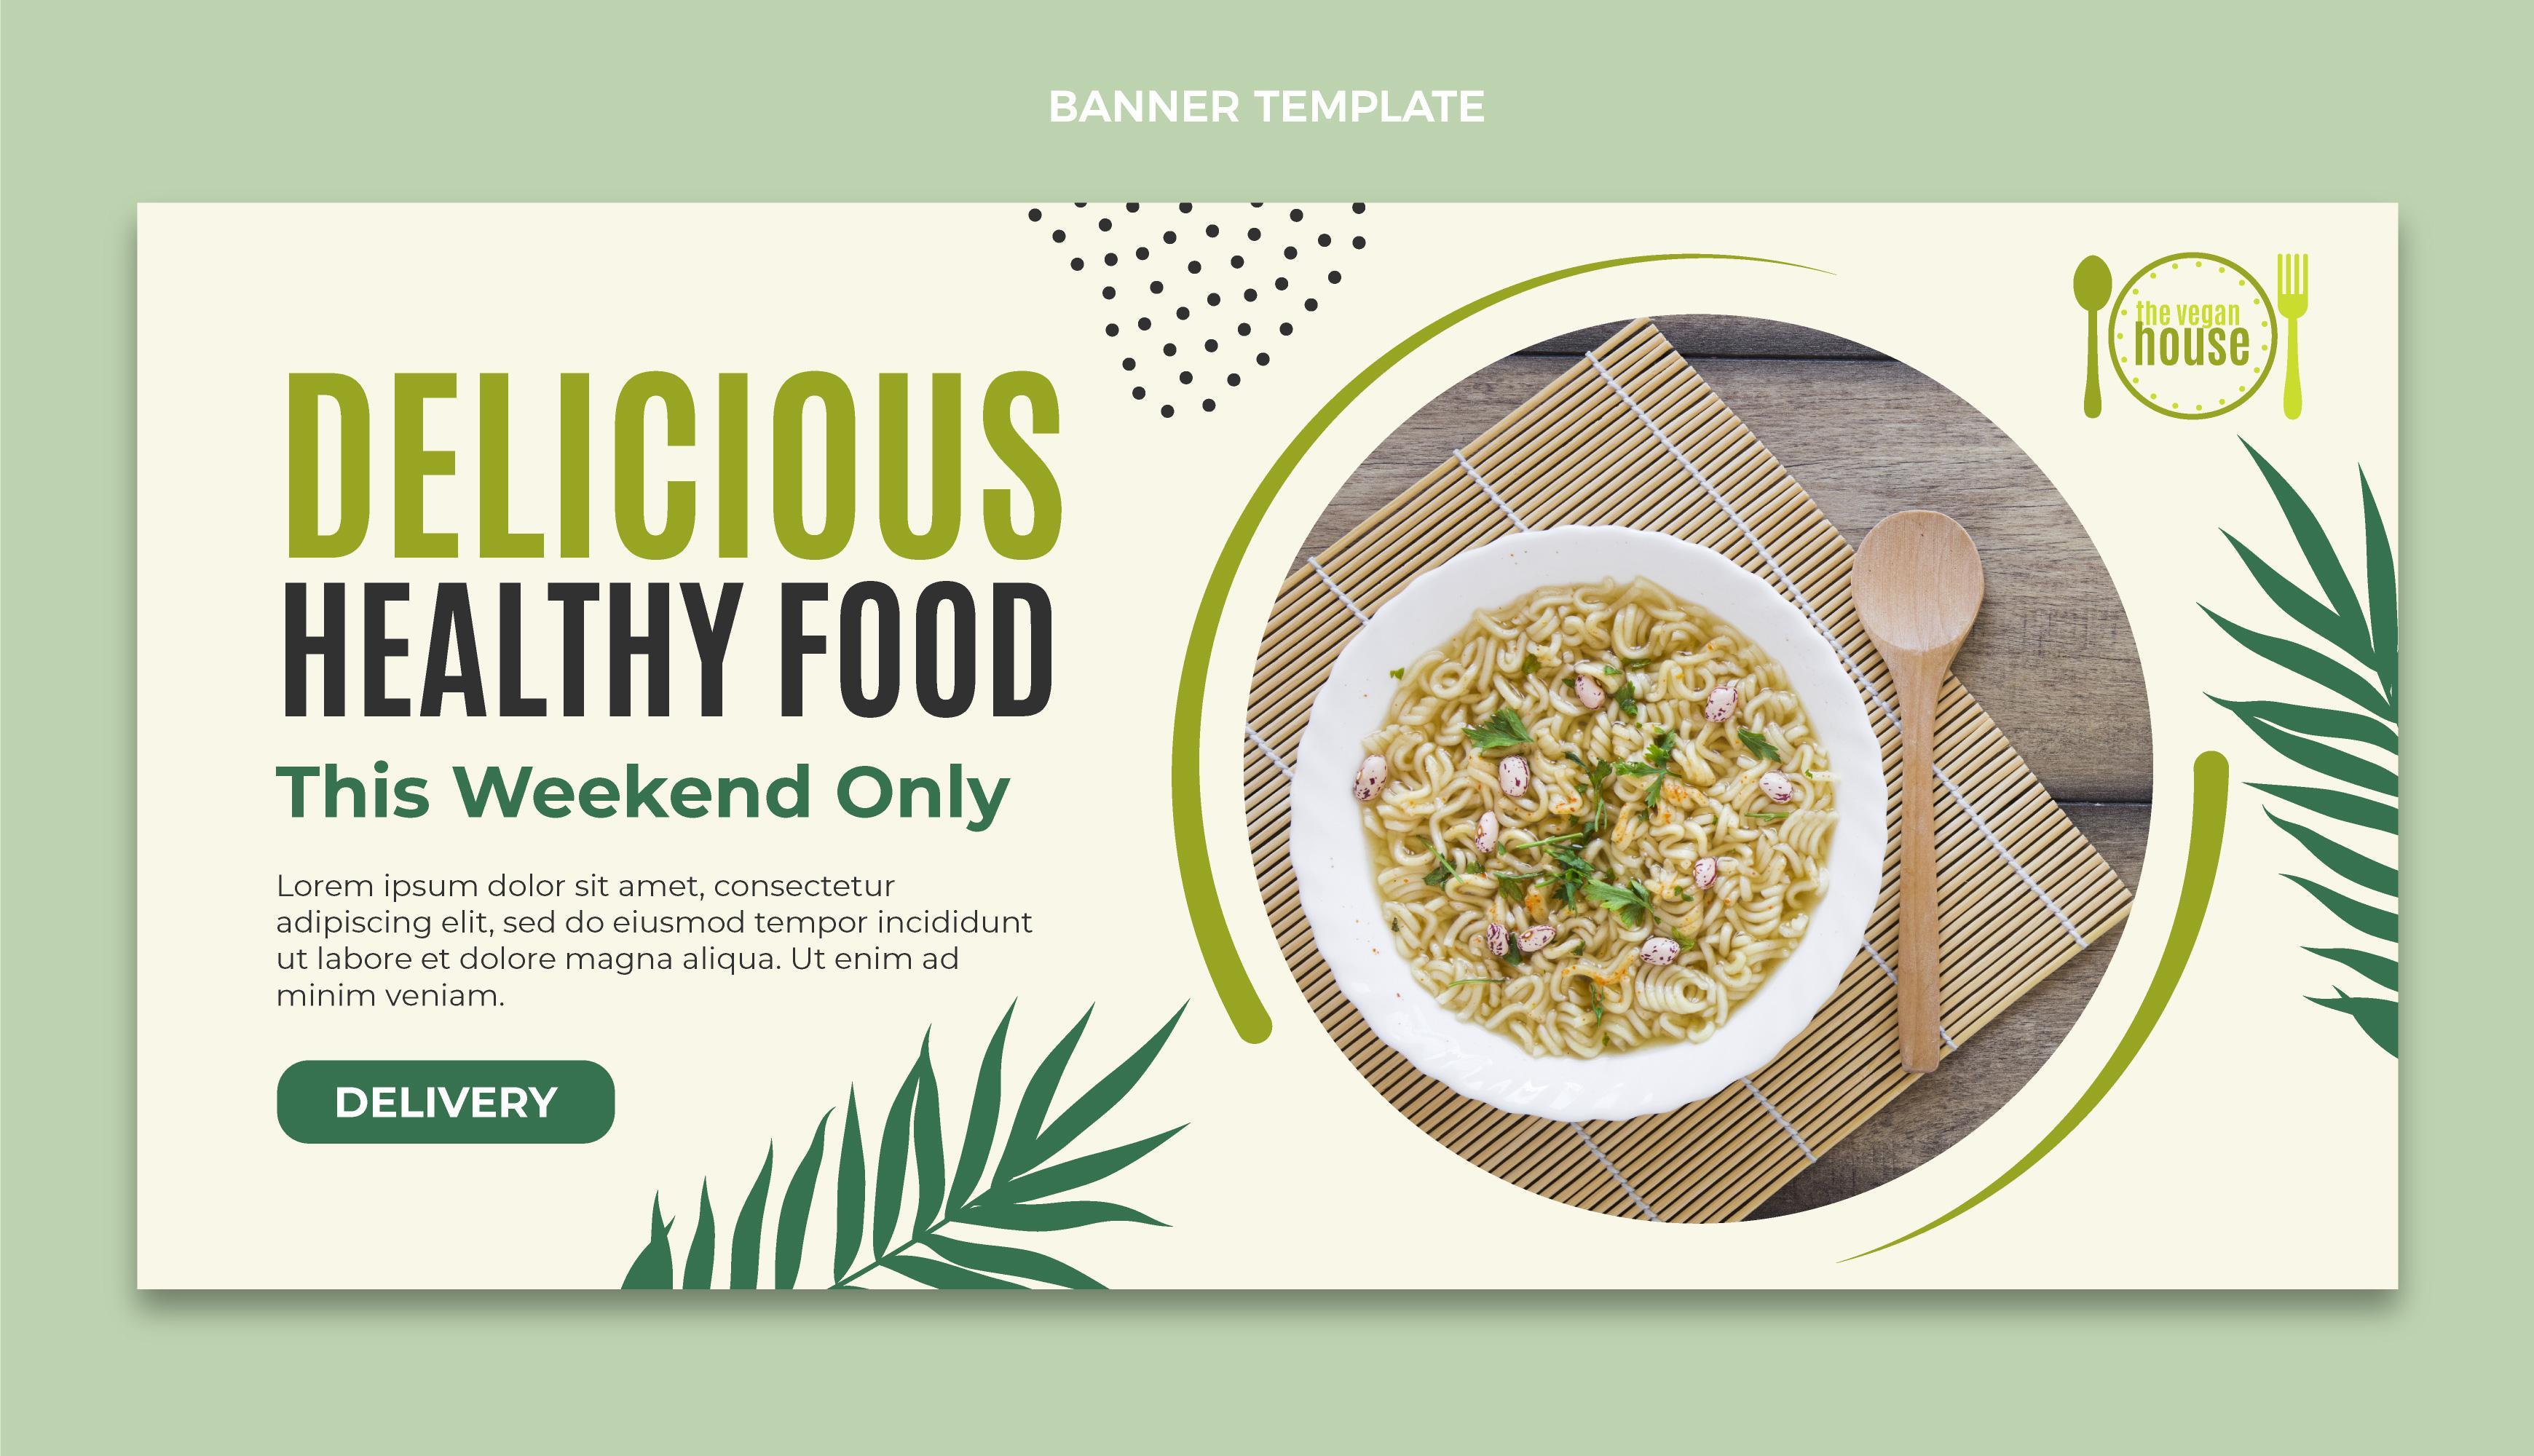 BANNER TEMPLATE
the vegan
house
DELICIOUS
HEALTHY FOOD
This Weekend Only
Lorem ipsum dolor sit amet, consectetur
adipiscing elit, sed do eiusmod tempor incididunt
ut labore et dolore magna aliqua. Ut enim ad
minim veniam.
DELIVERY